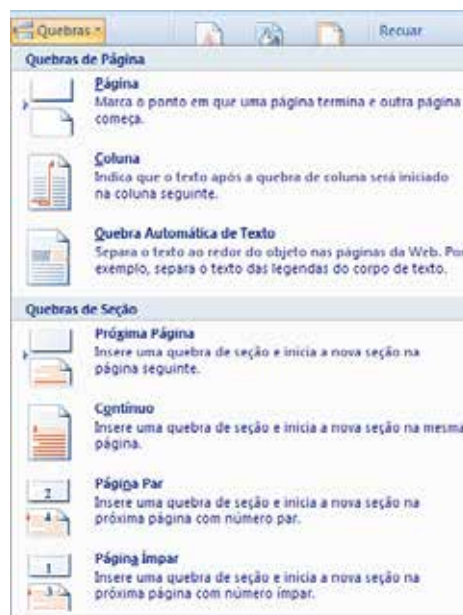 Quebras
Recuar
Quebras de Página
Página
Marca o ponto em que uma página termina e outra página
começa.
Coluna
Indica que o texto após a quebra de coluna será iniciado
na coluna seguinte.
Quebra Automática de Texto
Separa o texto ao redor do objeto nas páginas da Web. Por
exemplo, separa o texto das legendas do corpo de texto.
Quebras de Seção
Próxima Página
Insere uma quebra de seção e inicia a nova seção na
página seguinte.
Contínuo
Insere uma quebra de seção e inicia a nova seção na mesma
página.
2
4
Página Par
Insere uma quebra de seção e inicia a nova seção na
próxima página com número par.
1
3
Página Ímpar
Insere uma quebra de seção e inicia a nova seção na
próxima página com número ímpar.